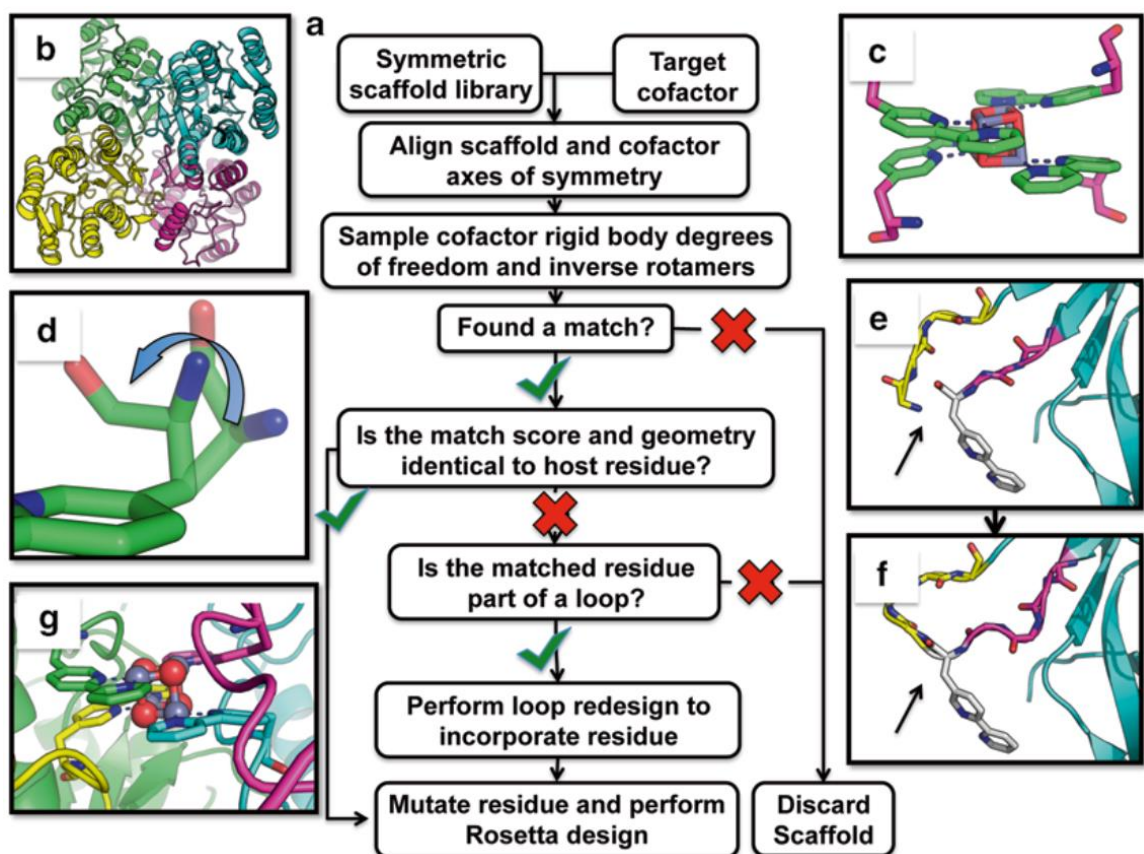 b
a
Symmetric
scaffold library
Target
cofactor
c
Align scaffold and cofactor
axes of symmetry
Sample cofactor rigid body degrees
of freedom and inverse rotamers
d
Found a match?
e
Is the match score and geometry
identical to host residue?
Is the matched residue
part of a loop?
f
g
Perform loop redesign to
incorporate residue
Mutate residue and perform
Rosetta design
Discard
Scaffold